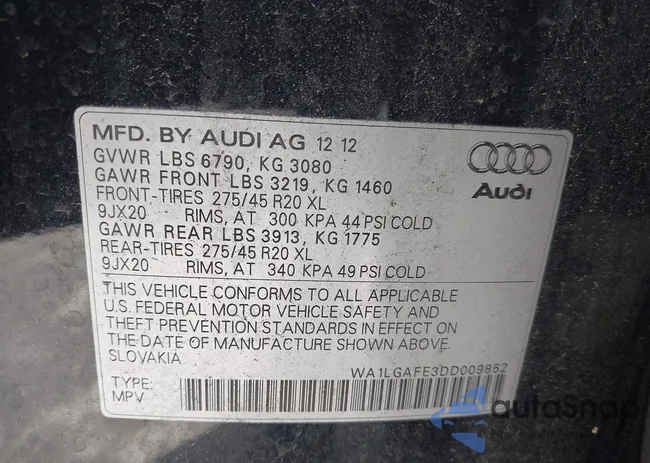 MFD. BY AUDI AG 12 12
GVWR LBS 6790, KG 3080
GAWR FRONT LBS 3219, KG 1460
FRONT-TIRES 275/45 R20 XL
9JX20 RIMS, AT 300 KPA 44 PSI COLD
GAWR REAR LBS 3913, KG 1775
REAR-TIRES 275/45 R20 XL
9JX20 RIMS, AT 340 KPA 49 PSI COLD
Audi
THIS VEHICLE CONFORMS TO ALL APPLICABLE
U.S. FEDERAL MOTOR VEHICLE SAFETY AND
THEFT PREVENTION STANDARDS IN EFFECT ON
THE DATE OF MANUFACTURE SHOWN ABOVE.
SLOVAKIA
WA1LGAFE3DD009852
TYPE:
MPV
autoSnap